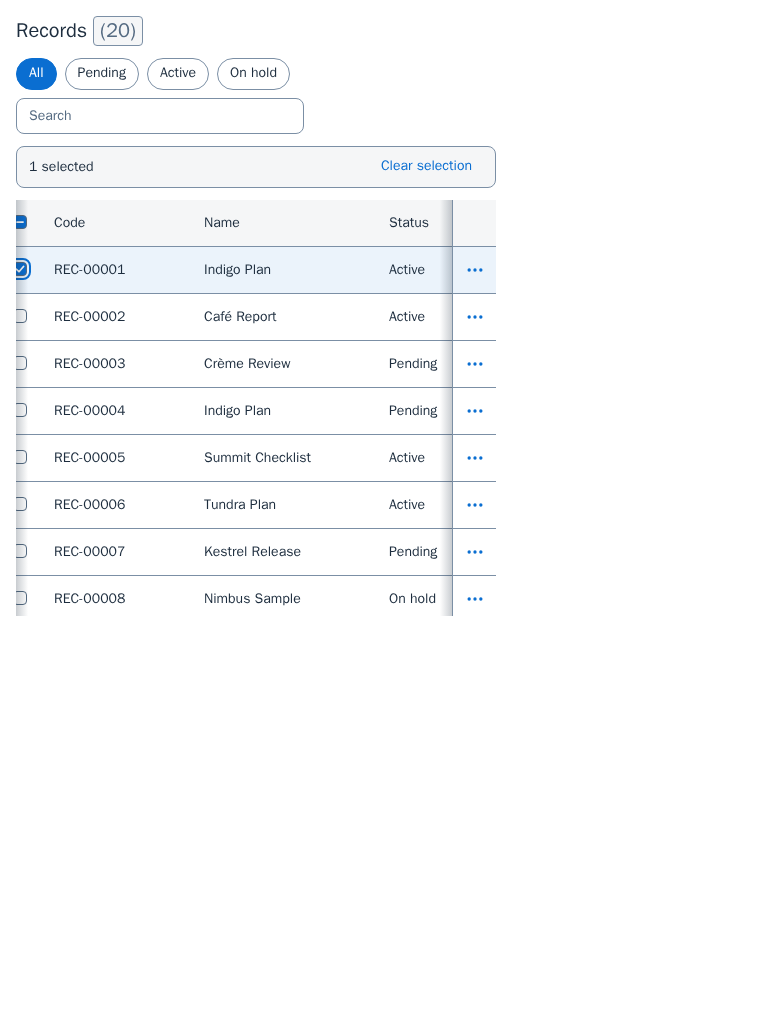 Records (20)
All Pending Active On hold
Search
1 selected Clear selection
Code Name Status
REC-00001 Indigo Plan Active
REC-00002 Café Report Active
REC-00003 Crème Review Pending
REC-00004 Indigo Plan Pending
REC-00005 Summit Checklist Active
REC-00006 Tundra Plan Active
REC-00007 Kestrel Release Pending
REC-00008 Nimbus Sample On hold